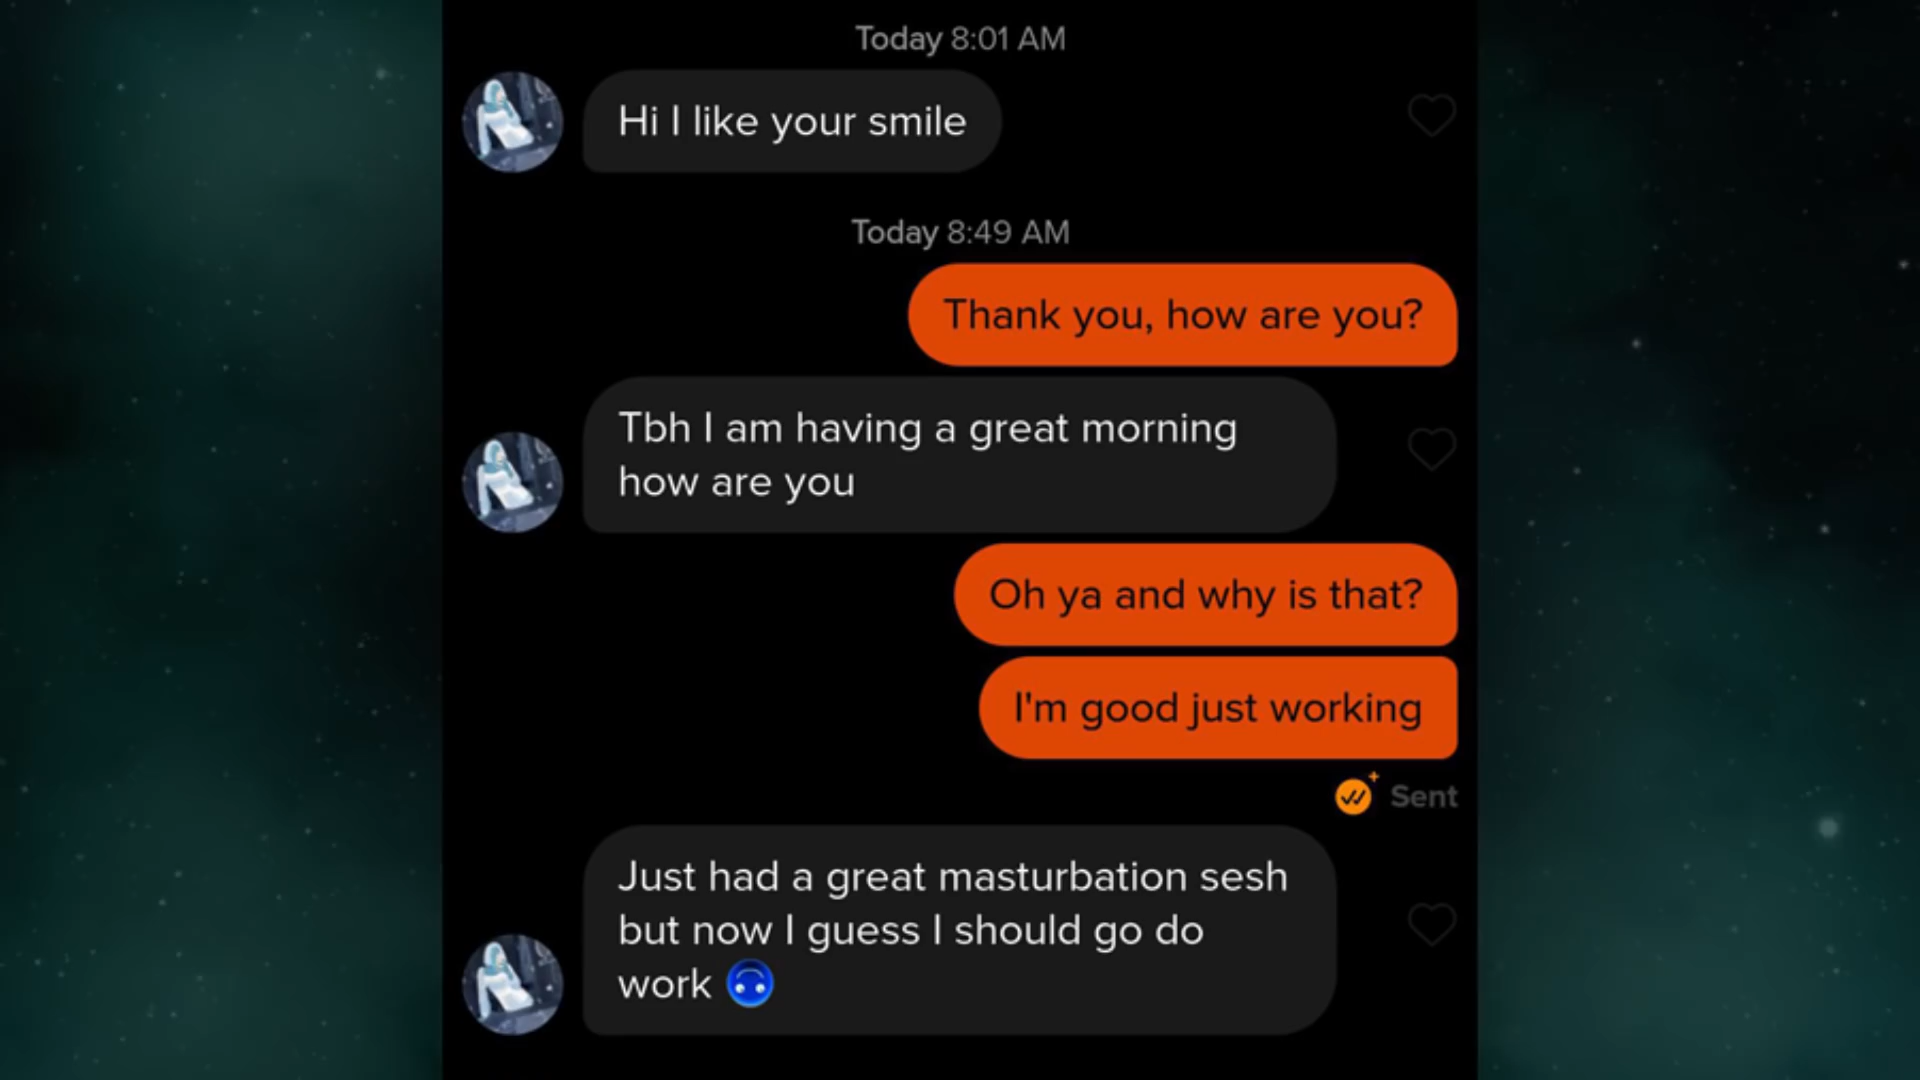 Today 8:01 AM
Hi I like your smile
Today 8:49 AM
Thank you, how are you?
Tbh I am having a great morning
how are you
Oh ya and why is that?
I'm good just working
Sent
Just had a great masturbation sesh
but now I guess I should go do
work